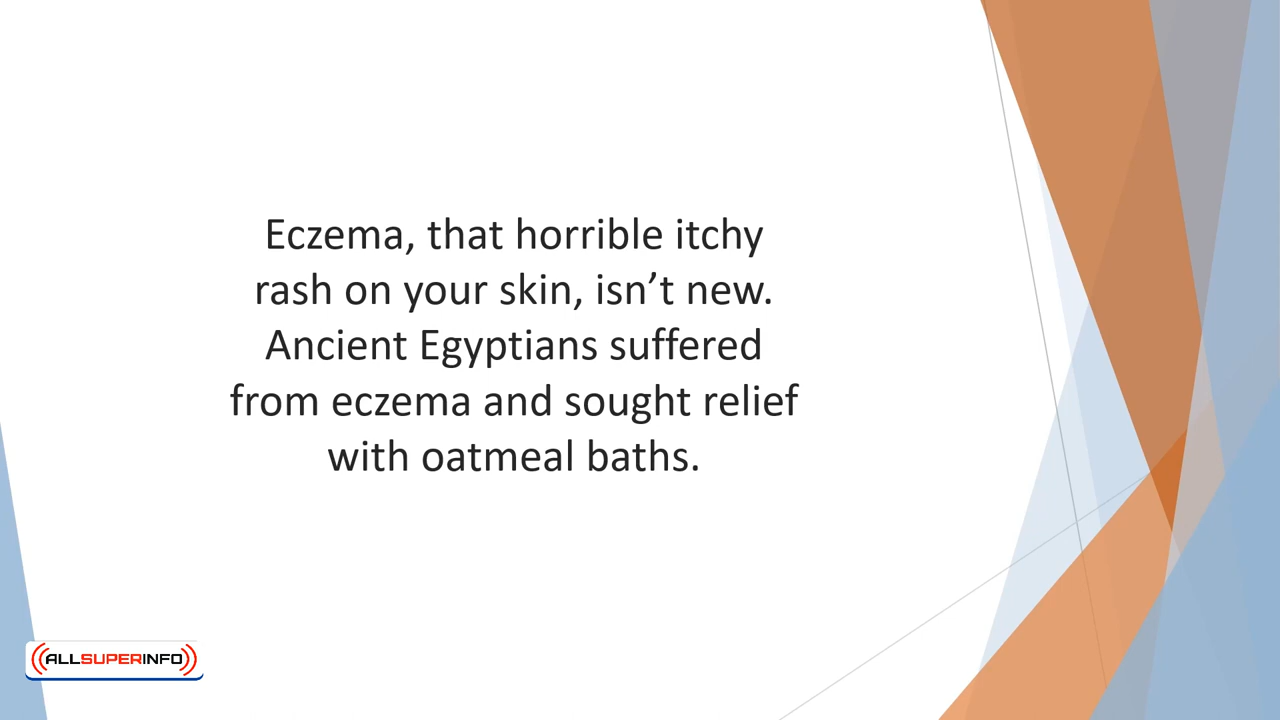 Eczema, that horrible itchy
rash on your skin, isn’t new.
Ancient Egyptians suffered
from eczema and sought relief
with oatmeal baths.
ALLSUPERINFO